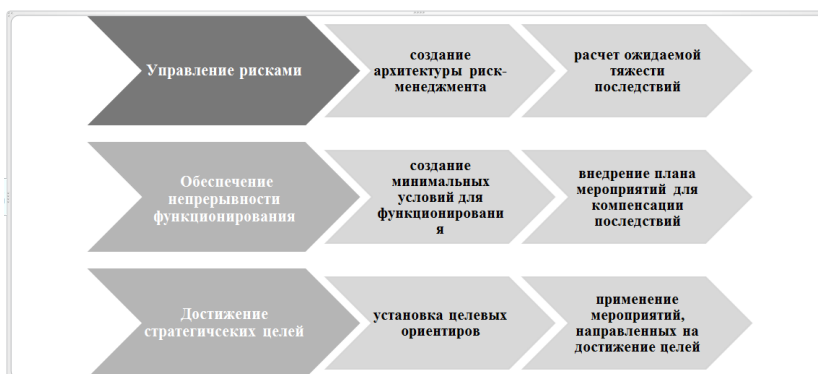 Управление рисками
создание
архитектуры риск-
менеджмента
расчет ожидаемой
тяжести
последствий
Обеспечение
непрерывности
функционирования
создание
минимальных
условий для
функционировани
я
внедрение плана
мероприятий для
компенсации
последствий
Достижение
стратегичсеских целей
установка целевых
ориентиров
применение
мероприятий,
направленных на
достижение целей